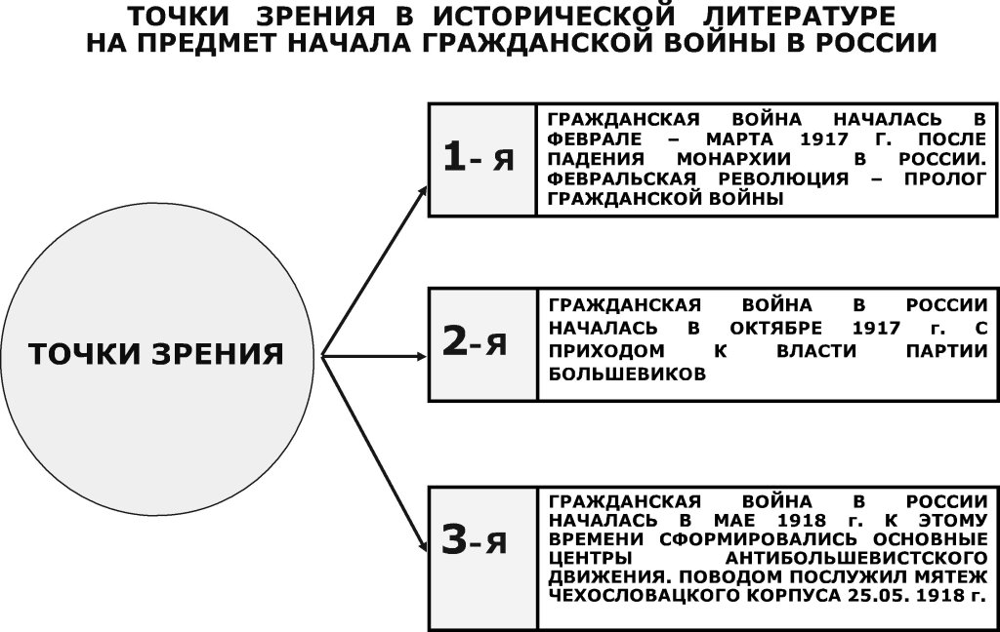 ТОЧКИ ЗРЕНИЯ В ИСТОРИЧЕСКОЙ ЛИТЕРАТУРЕ
НА ПРЕДМЕТ НАЧАЛА ГРАЖДАНСКОЙ ВОЙНЫ В РОССИИ
ТОЧКИ ЗРЕНИЯ
1- я
ГРАЖДАНСКАЯ ВОЙНА НАЧАЛАСЬ В
ФЕВРАЛЕ – МАРТА 1917 Г. ПОСЛЕ
ПАДЕНИЯ МОНАРХИИ В РОССИИ.
ФЕВРАЛЬСКАЯ РЕВОЛЮЦИЯ – ПРОЛОГ
ГРАЖДАНСКОЙ ВОЙНЫ
2-я
ГРАЖДАНСКАЯ ВОЙНА В РОССИИ
НАЧАЛАСЬ В ОКТЯБРЕ 1917 г. С
ПРИХОДОМ К ВЛАСТИ ПАРТИИ
БОЛЬШЕВИКОВ
3-я
ГРАЖДАНСКАЯ ВОЙНА В РОССИИ
НАЧАЛАСЬ В МАЕ 1918 г. К ЭТОМУ
ВРЕМЕНИ СФОРМИРОВАЛИСЬ ОСНОВНЫЕ
ЦЕНТРЫ АНТИБОЛЬШЕВИСТСКОГО
ДВИЖЕНИЯ. ПОВОДОМ ПОСЛУЖИЛ МЯТЕЖ
ЧЕХОСЛОВАЦКОГО КОРПУСА 25.05. 1918 г.